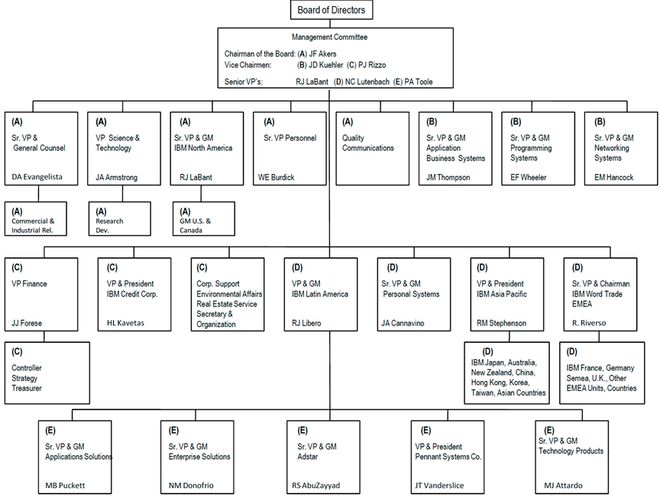 Board of Directors
Management Committee
Chairman of the Board: (A) JF Akers
Vice Chairmen: (B) JD Kuehler (C) PJ Rizzo
Senior VP's: RJ LaBant (D) NC Lutenbach (E) PA Toole
(A)
Sr. VP &
General Counsel
DA Evangelista
(A)
VP Science &
Technology
JA Armstrong
(A)
Sr. VP & GM
IBM North America
RJ LaBant
(A)
Sr. VP Personnel
WE Burdick
(A)
Quality
Communications
(B)
Sr. VP & GM
Application
Business Systems
JM Thompson
(B)
Sr. VP & GM
Programming
Systems
EF Wheeler
(B)
Sr. VP & GM
Networking
Systems
EM Hancock
(A)
Commercial &
Industrial Rel.
(A)
Research
Dev.
(A)
GM U.S. &
Canada
(C)
VP Finance
JJ Forese
(C)
VP & President
IBM Credit Corp.
HL Kavetas
(C)
Corp. Support
Environmental Affairs
Real Estate Service
Secretary &
Organization
(D)
VP & GM
IBM Latin America
RJ Libero
(D)
Sr. VP & GM
Personal Systems
JA Cannavino
(D)
VP & President
IBM Asia Pacific
RM Stephenson
(D)
Sr. VP & Chairman
IBM Word Trade
EMEA
R. Riverso
(C)
Controller
Strategy
Treasurer
(D)
IBM Japan, Australia,
New Zealand, China,
Hong Kong, Korea,
Taiwan, Asian Countries
(D)
IBM France, Germany
Semea, U.K., Other
EMEA Units, Countries
(E)
Sr. VP & GM
Applications Solutions
MB Puckett
(E)
Sr. VP & GM
Enterprise Solutions
NM Donofrio
(E)
Sr. VP & GM
Adstar
RS AbuZayyad
(E)
VP & President
Pennant Systems Co.
JT Vanderslice
(E)
Sr. VP & GM
Technology Products
MJ Attardo